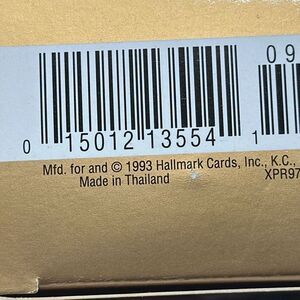 09
0 15012 13554 1
Mfd. for and © 1993 Hallmark Cards, Inc., K.C.,
Made in Thailand XPR97